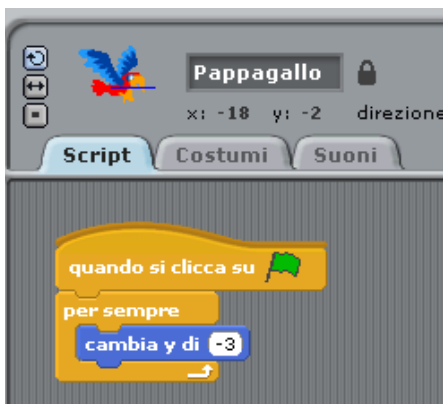 Pappagallo
x: -18 y: -2 direzione
Script Costumi Suoni
quando si clicca su
per sempre
cambia y di -3